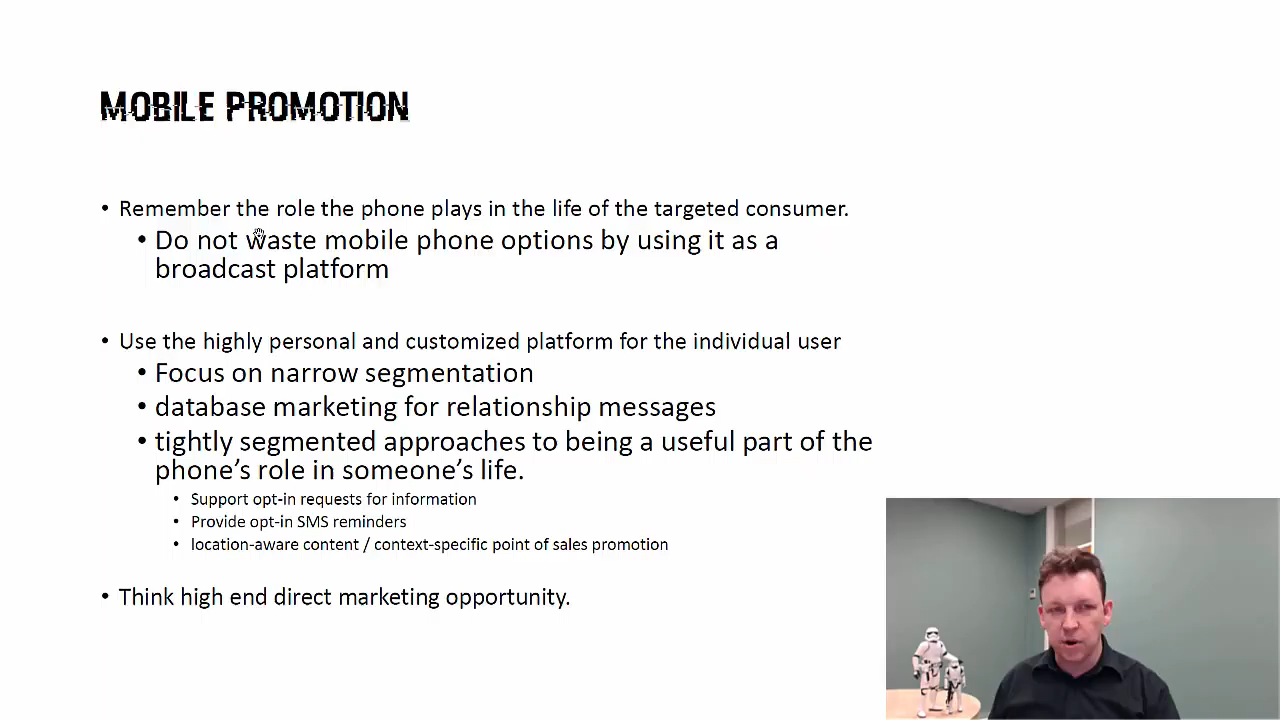 MOBILE PROMOTION
• Remember the role the phone plays in the life of the targeted consumer.
• Do not waste mobile phone options by using it as a
broadcast platform
• Use the highly personal and customized platform for the individual user
• Focus on narrow segmentation
• database marketing for relationship messages
• tightly segmented approaches to being a useful part of the
phone’s role in someone’s life.
• Support opt-in requests for information
• Provide opt-in SMS reminders
• location-aware content / context-specific point of sales promotion
• Think high end direct marketing opportunity.